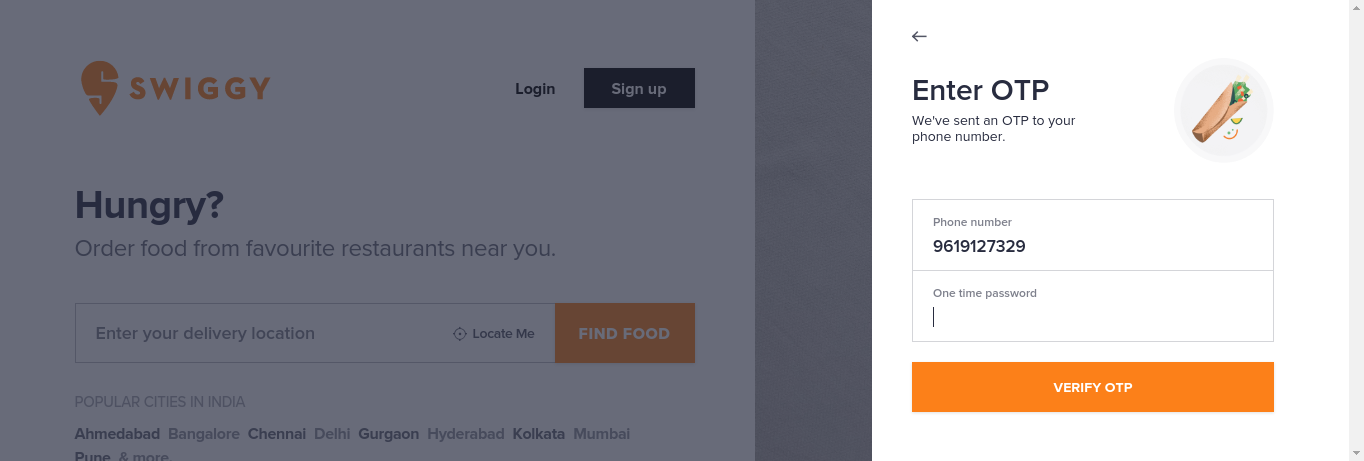 SWIGGY
Login
Sign up
Hungry?
Order food from favourite restaurants near you.
Enter your delivery location
Locate Me
FIND FOOD
POPULAR CITIES IN INDIA
Ahmedabad Bangalore Chennai Delhi Gurgaon Hyderabad Kolkata Mumbai
Pune & more.
Enter OTP
We've sent an OTP to your
phone number.
Phone number
9619127329
One time password
VERIFY OTP